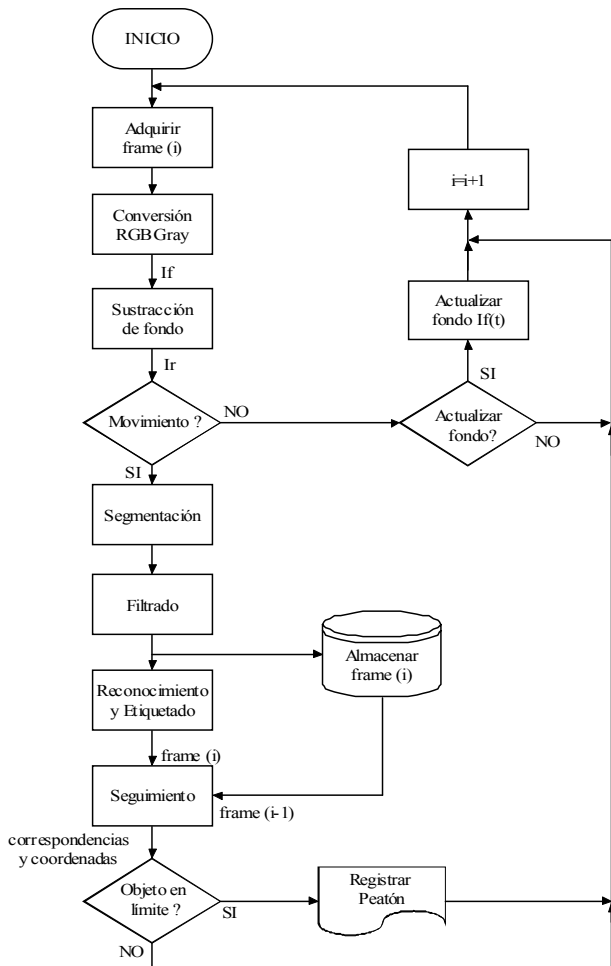 INICIO
Adquirir
frame (i)
Conversión
RGB Gray
If
Sustracción
de fondo
Ir
Movimiento ?
NO
SI
Segmentación
Filtrado
Almacenar
frame (i)
Reconocimiento
y Etiquetado
frame (i)
Seguimiento
frame (i-1)
correspondencias
y coordenadas
Objeto en
límite ?
SI
NO
Registrar
Peatón
i=i+1
Actualizar
fondo If(t)
SI
Actualizar
fondo?
NO